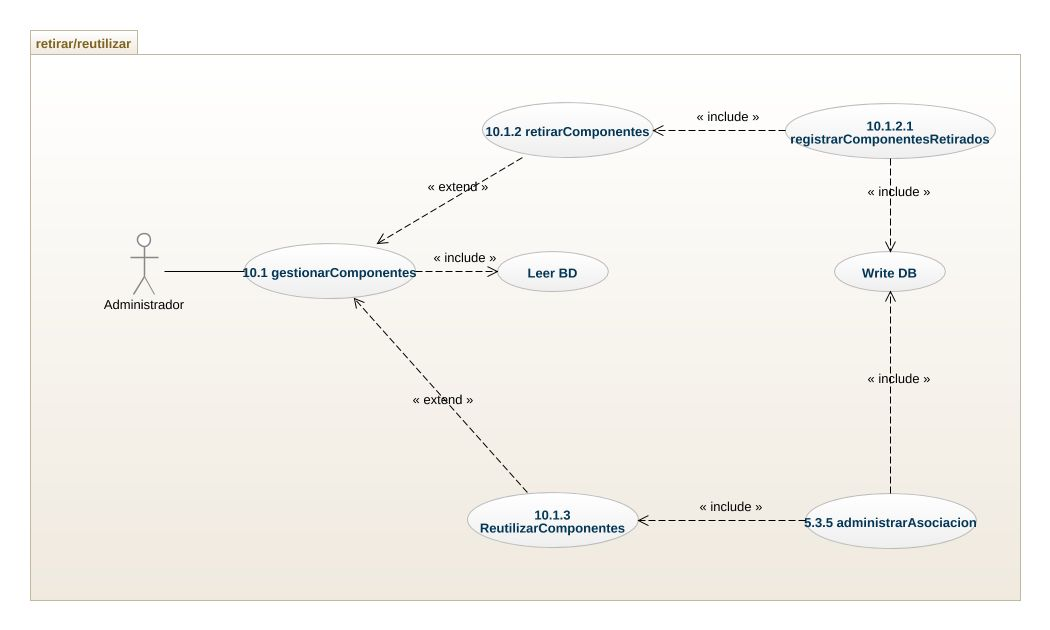 retirar/reutilizar
« include »
10.1.2 retirarComponentes
10.1.2.1
registrarComponentesRetirados
« extend »
« include »
« include »
10.1 gestionarComponentes
Leer BD
Write DB
Administrador
« include »
« extend »
« include »
10.1.3
ReutilizarComponentes
5.3.5 administrarAsociacion